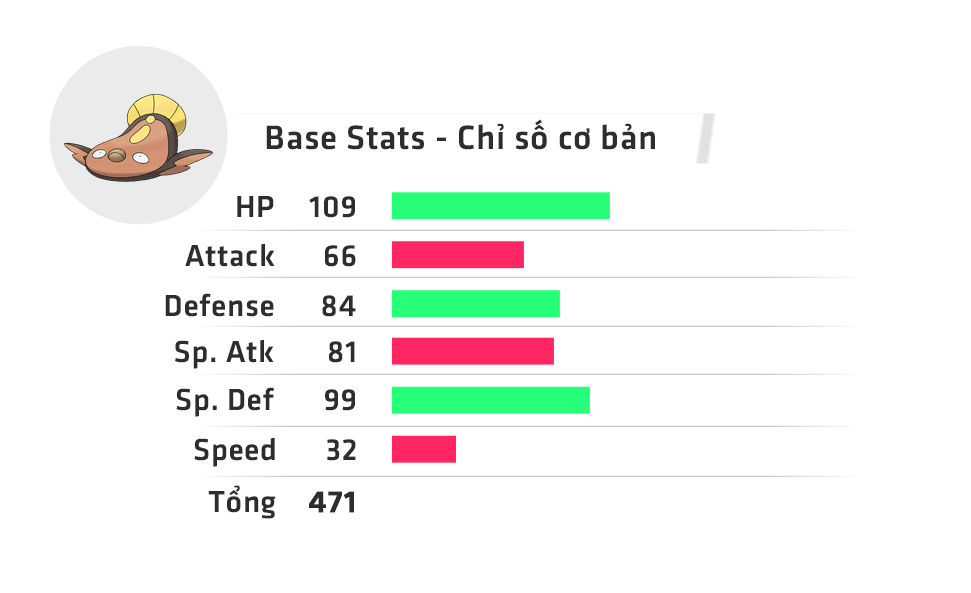 Base Stats - Chỉ số cơ bản
HP 109
Attack 66
Defense 84
Sp. Atk 81
Sp. Def 99
Speed 32
Tổng 471